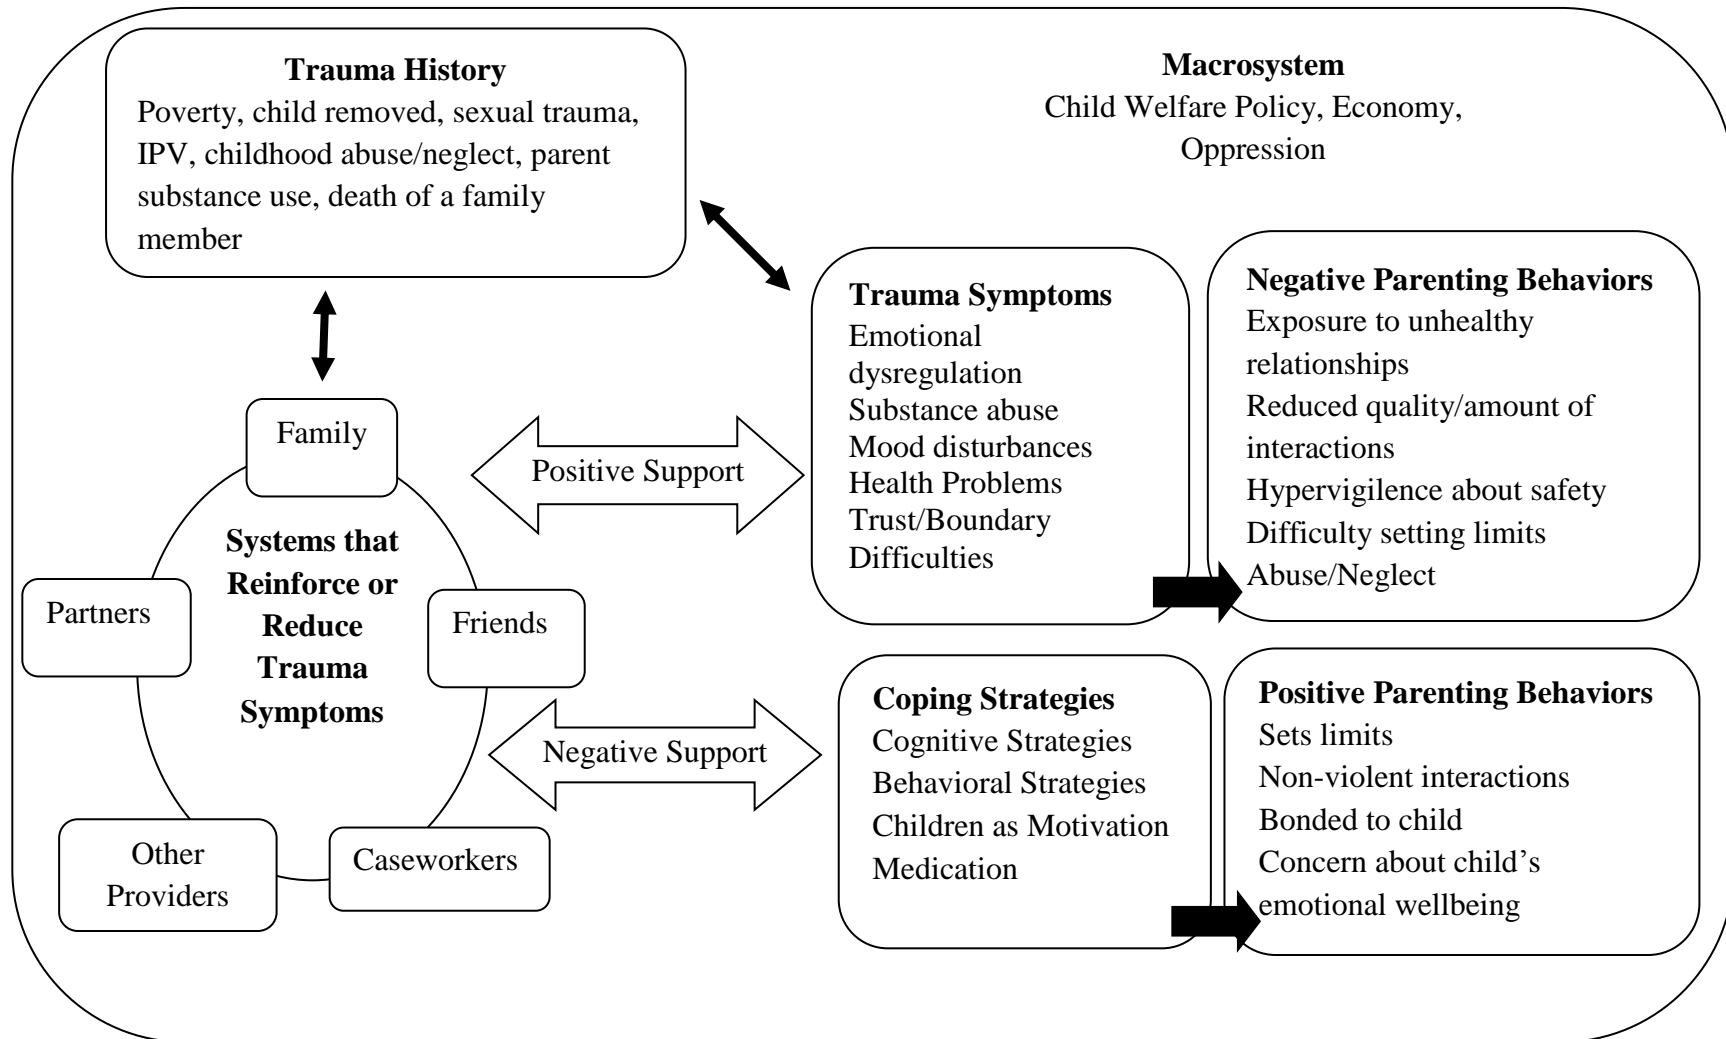 Trauma History
Poverty, child removed, sexual trauma,
IPV, childhood abuse/neglect, parent
substance use, death of a family
member
Macrosystem
Child Welfare Policy, Economy,
Oppression
Family
Partners
Friends
Other
Providers
Caseworkers
Systems that
Reinforce or
Reduce
Trauma
Symptoms
Positive Support
Negative Support
Trauma Symptoms
Emotional
dysregulation
Substance abuse
Mood disturbances
Health Problems
Trust/Boundary
Difficulties
Negative Parenting Behaviors
Exposure to unhealthy
relationships
Reduced quality/amount of
interactions
Hypervigilence about safety
Difficulty setting limits
Abuse/Neglect
Coping Strategies
Cognitive Strategies
Behavioral Strategies
Children as Motivation
Medication
Positive Parenting Behaviors
Sets limits
Non-violent interactions
Bonded to child
Concern about child’s
emotional wellbeing